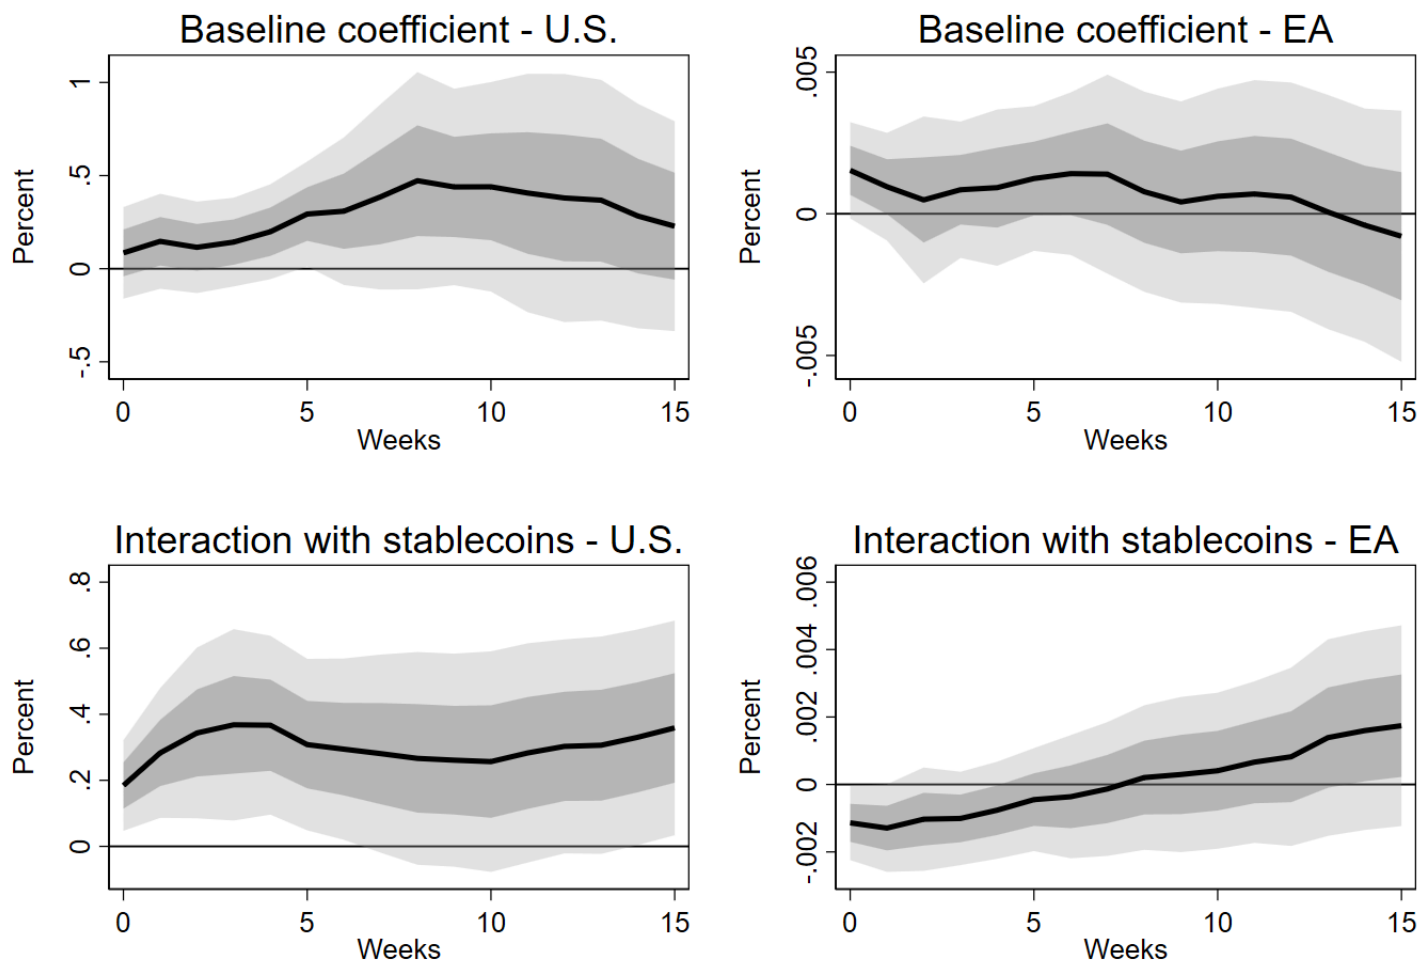 Baseline coefficient - U.S.
Percent
1
.5
0
-.5
0 5 10 15
Weeks
Baseline coefficient - EA
Percent
.005
0
-.005
0 5 10 15
Weeks
Interaction with stablecoins - U.S.
Percent
.8
.6
.4
.2
0
0 5 10 15
Weeks
Interaction with stablecoins - EA
Percent
.006
.004
.002
0
-.002
0 5 10 15
Weeks